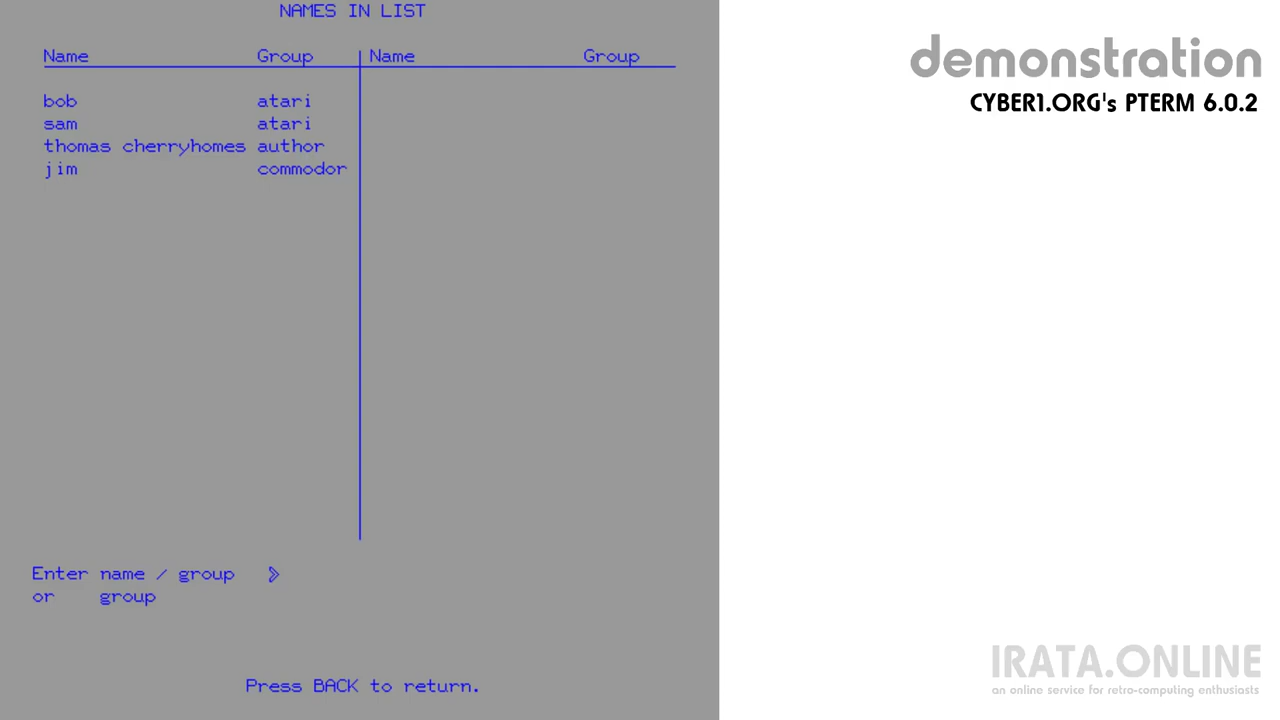 NAMES IN LIST
Name Group Name Group
bob atari
sam atari
thomas cherryhomes author
jim commodor
Enter name / group
or group
Press BACK to return.
demonstration
CYBER1.ORG's PTERM 6.0.2
IRATA.ONLINE
an online service for retro-computing enthusiasts